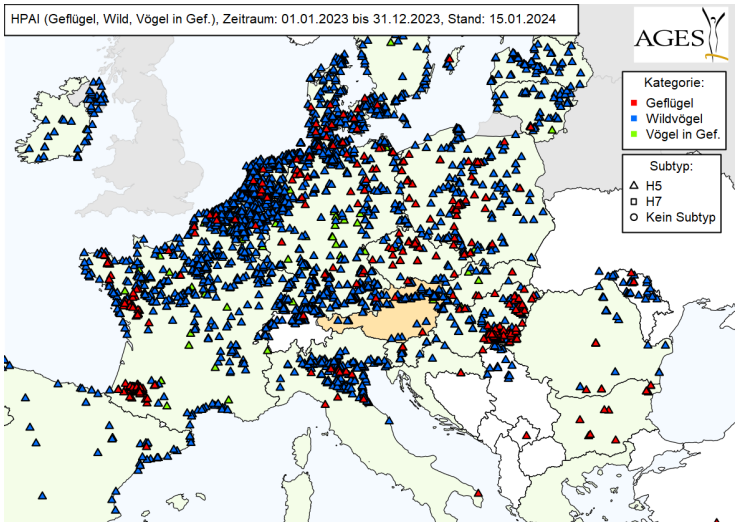 HPAI (Geflügel, Wild, Vögel in Gef.), Zeitraum: 01.01.2023 bis 31.12.2023, Stand: 15.01.2024
AGES
Kategorie:
Geflügel
Wildvögel
Vögel in Gef.
Subtyp:
H5
H7
Kein Subtyp